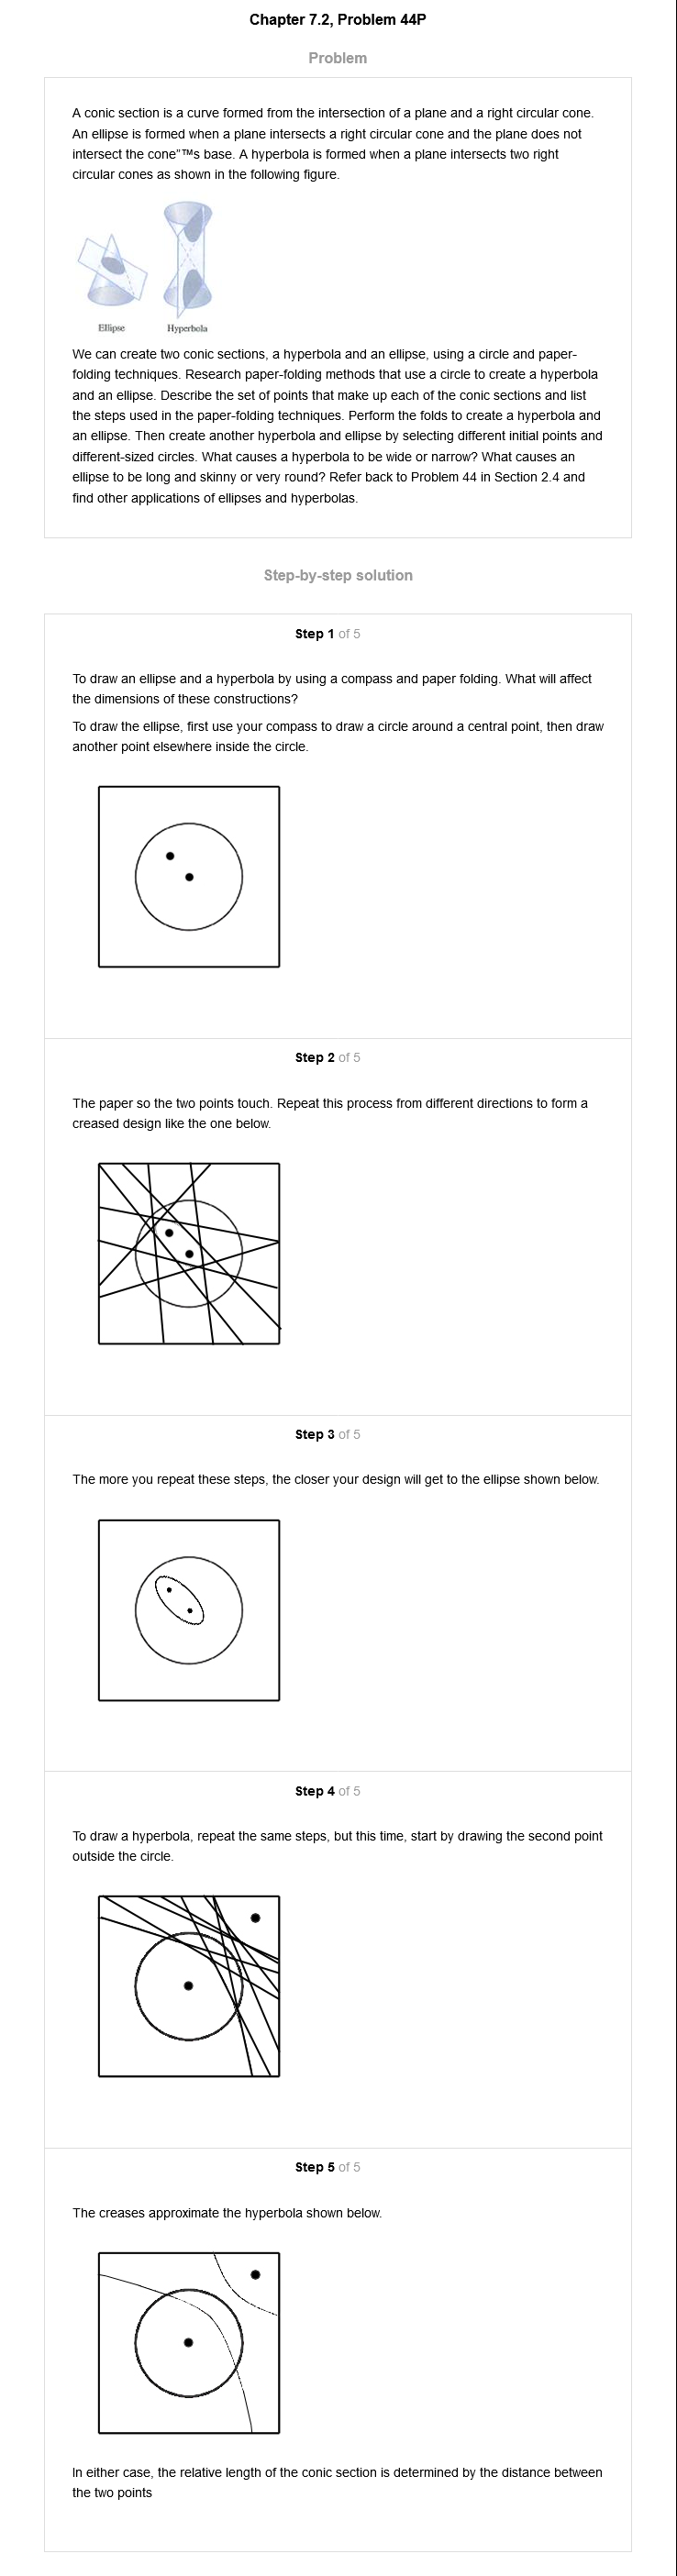 Chapter 7.2, Problem 44P
Problem
A conic section is a curve formed from the intersection of a plane and a right circular cone.
An ellipse is formed when a plane intersects a right circular cone and the plane does not
intersect the cone”™s base. A hyperbola is formed when a plane intersects two right
circular cones as shown in the following figure.
Ellipse Hyperbola
We can create two conic sections, a hyperbola and an ellipse, using a circle and paper-
folding techniques. Research paper-folding methods that use a circle to create a hyperbola
and an ellipse. Describe the set of points that make up each of the conic sections and list
the steps used in the paper-folding techniques. Perform the folds to create a hyperbola and
an ellipse. Then create another hyperbola and ellipse by selecting different initial points and
different-sized circles. What causes a hyperbola to be wide or narrow? What causes an
ellipse to be long and skinny or very round? Refer back to Problem 44 in Section 2.4 and
find other applications of ellipses and hyperbolas.
Step-by-step solution
Step 1 of 5
To draw an ellipse and a hyperbola by using a compass and paper folding. What will affect
the dimensions of these constructions?
To draw the ellipse, first use your compass to draw a circle around a central point, then draw
another point elsewhere inside the circle.
Step 2 of 5
The paper so the two points touch. Repeat this process from different directions to form a
creased design like the one below.
Step 3 of 5
The more you repeat these steps, the closer your design will get to the ellipse shown below.
Step 4 of 5
To draw a hyperbola, repeat the same steps, but this time, start by drawing the second point
outside the circle.
Step 5 of 5
The creases approximate the hyperbola shown below.
In either case, the relative length of the conic section is determined by the distance between
the two points